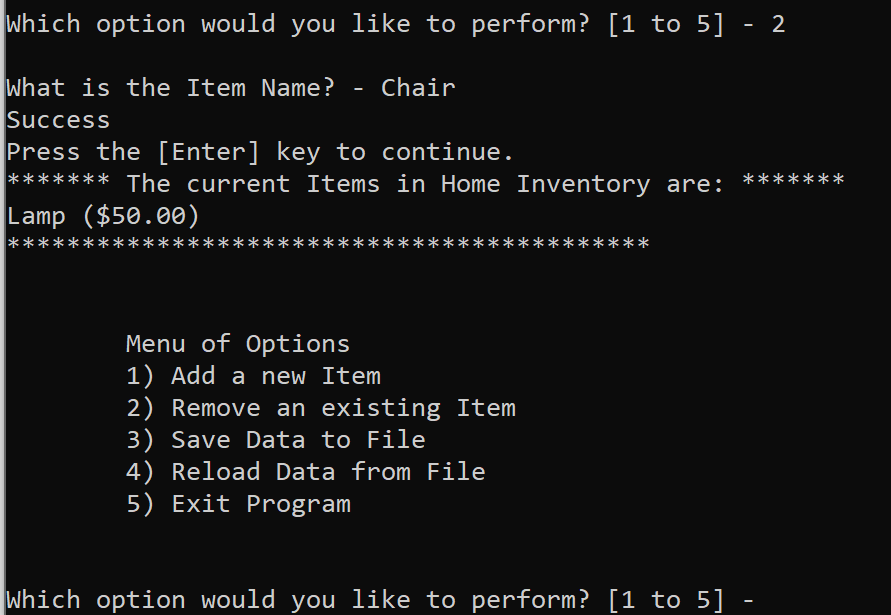 Which option would you like to perform? [1 to 5] - 2
What is the Item Name? - Chair
Success
Press the [Enter] key to continue.
******* The current Items in Home Inventory are: *******
Lamp ($50.00)
*******************************************
Menu of Options
1) Add a new Item
2) Remove an existing Item
3) Save Data to File
4) Reload Data from File
5) Exit Program
Which option would you like to perform? [1 to 5] -